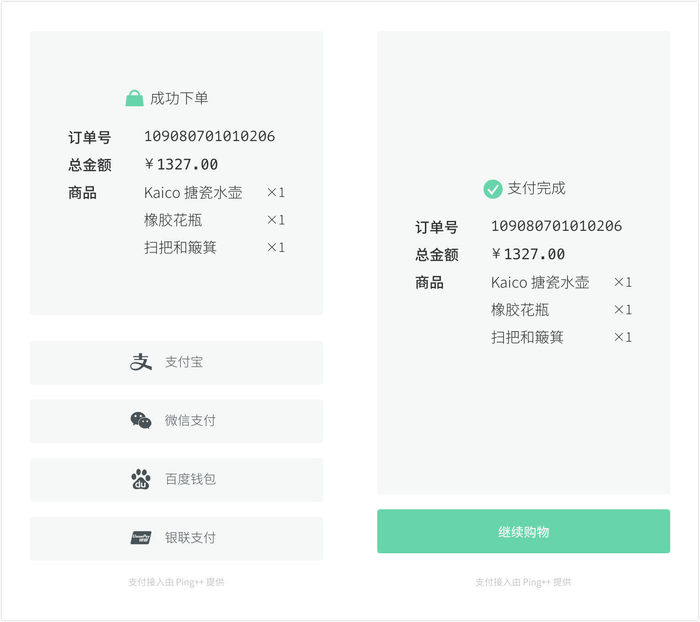 成功下单
订单号 109080701010206
总金额 ￥1327.00
商品 Kaico 搪瓷水壶 ×1
橡胶花瓶 ×1
扫把和簸箕 ×1
支付宝
微信支付
百度钱包
银联支付
支付接入由 Ping++ 提供
支付完成
订单号 109080701010206
总金额 ￥1327.00
商品 Kaico 搪瓷水壶 ×1
橡胶花瓶 ×1
扫把和簸箕 ×1
继续购物
支付接入由 Ping++ 提供